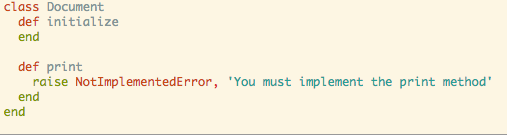 class Document
  def initialize
  end

  def print
    raise NotImplementedError, 'You must implement the print method'
  end
end